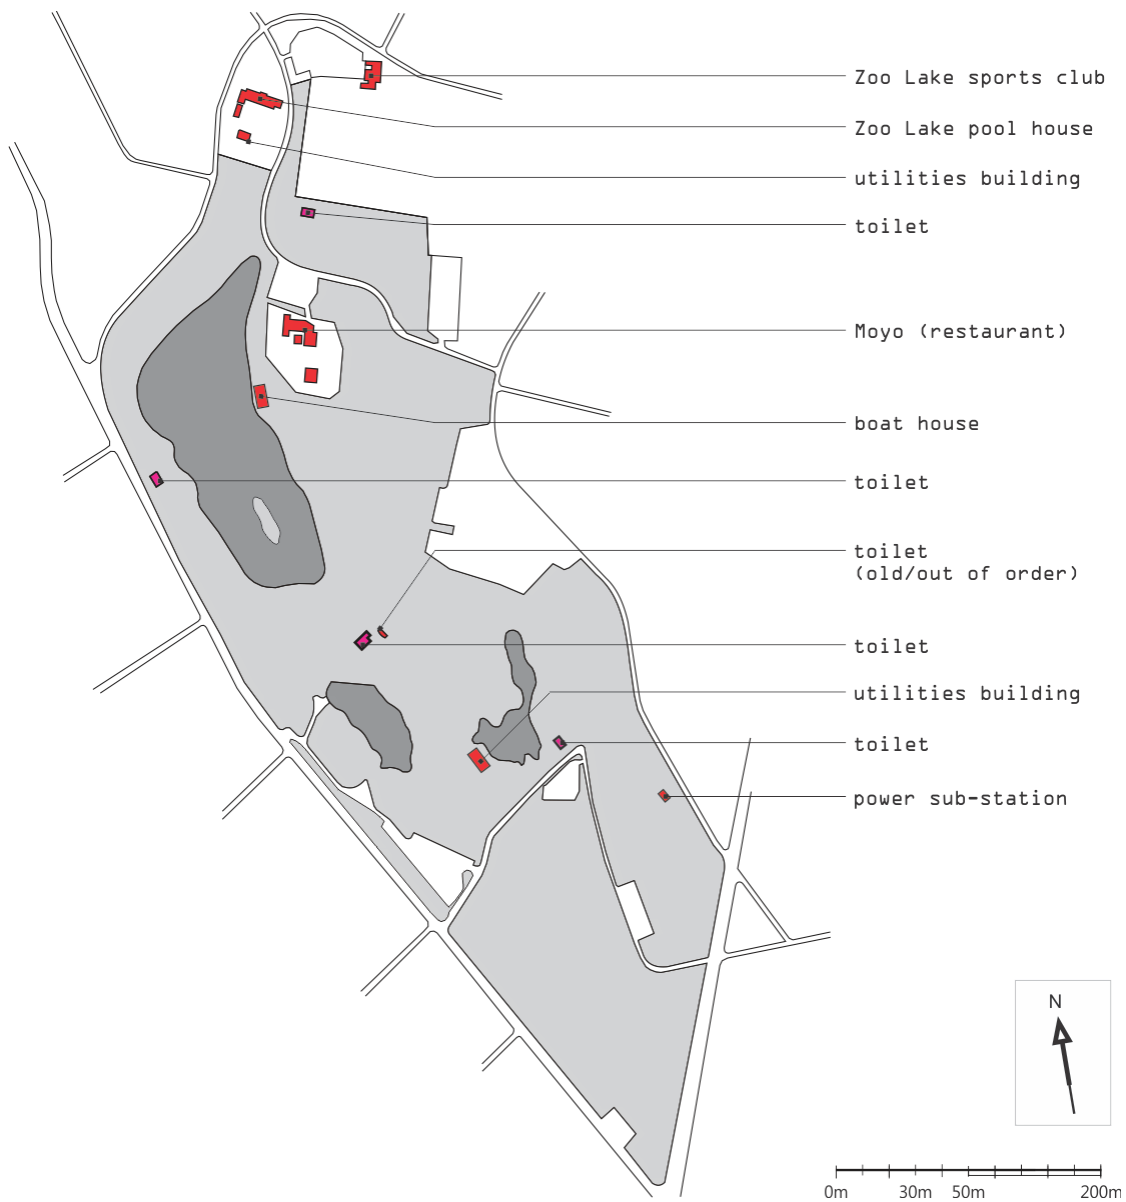 Zoo Lake sports club
Zoo Lake pool house
utilities building
toilet
Moyo (restaurant)
boat house
toilet
toilet
(old/out of order)
toilet
utilities building
toilet
power sub-station
N
0m 30m 50m 200m